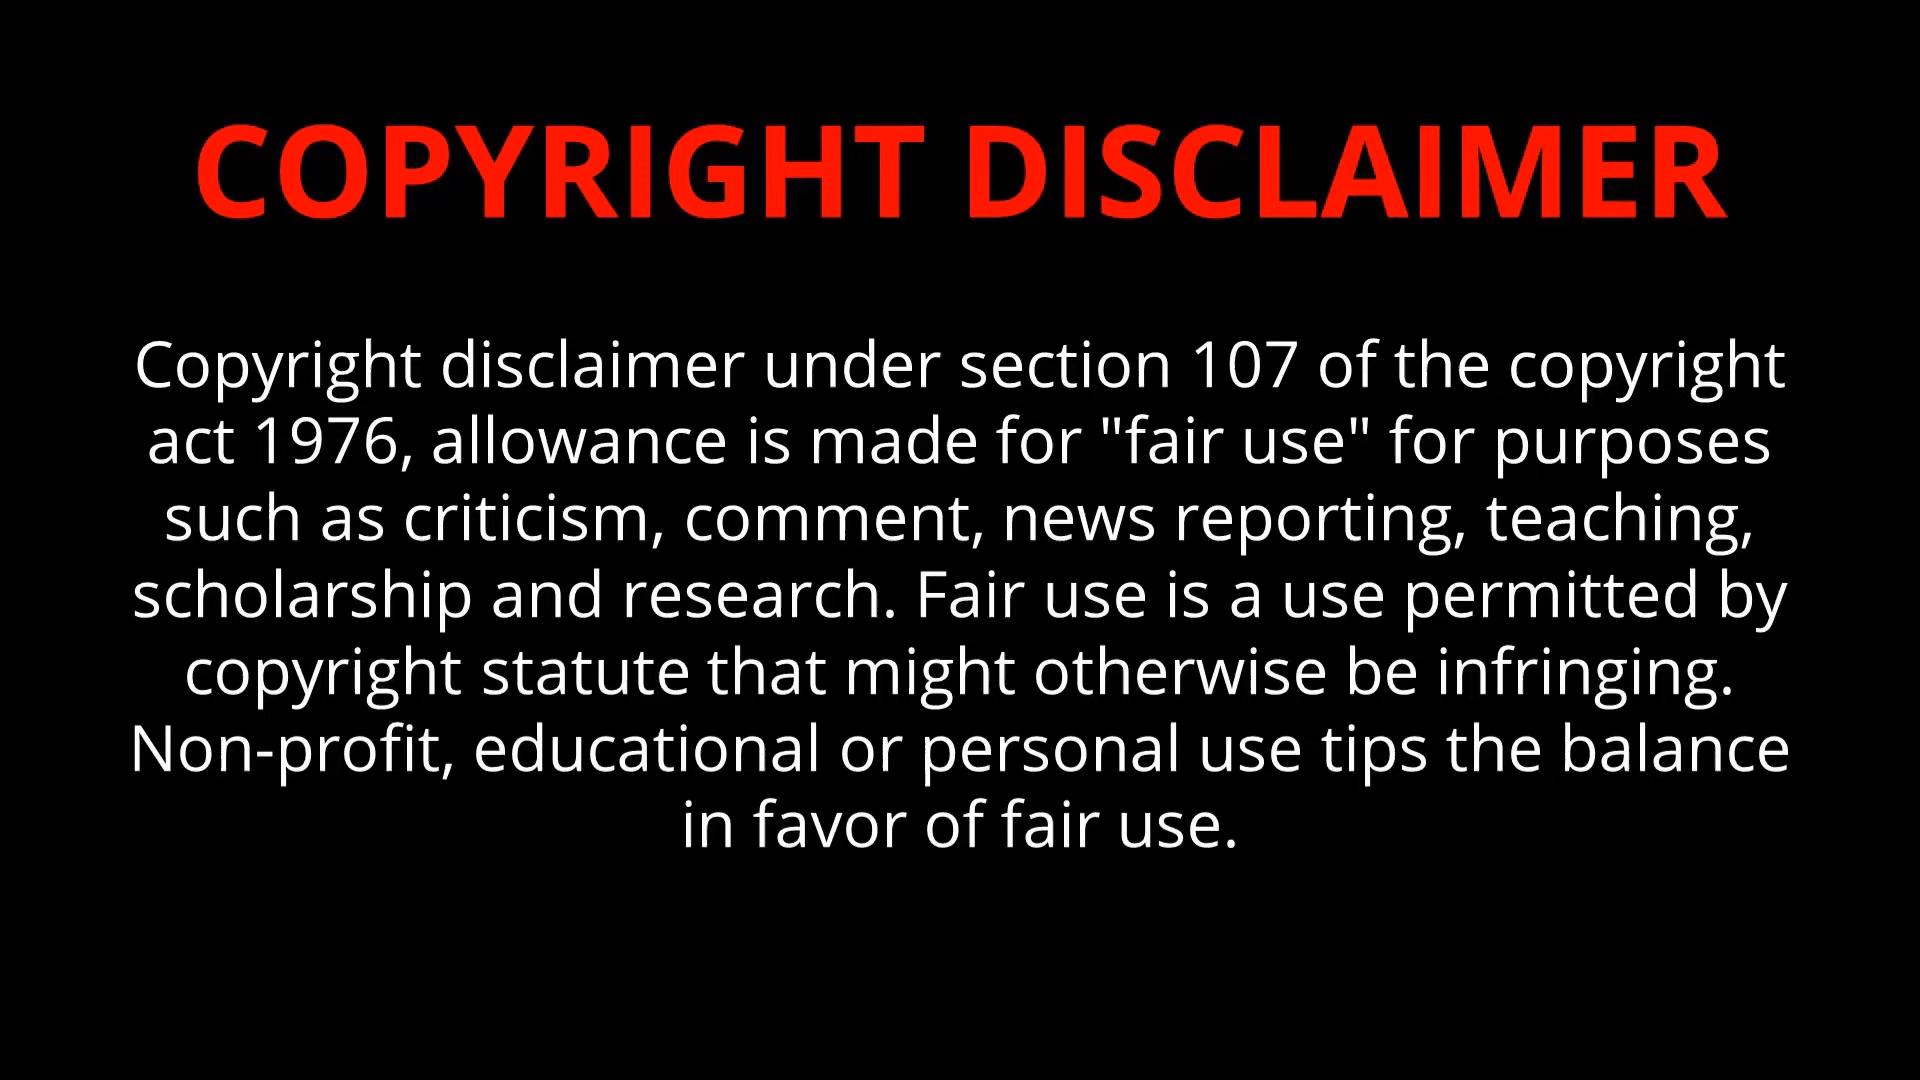 COPYRIGHT DISCLAIMER
Copyright disclaimer under section 107 of the copyright
act 1976, allowance is made for "fair use" for purposes
such as criticism, comment, news reporting, teaching,
scholarship and research. Fair use is a use permitted by
copyright statute that might otherwise be infringing.
Non-profit, educational or personal use tips the balance
in favor of fair use.